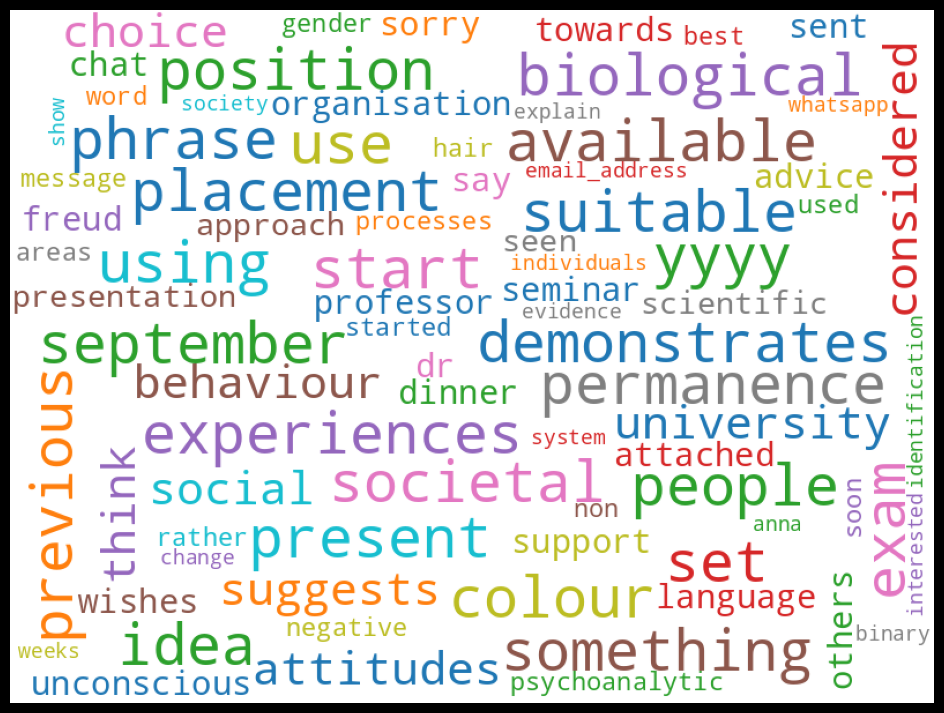 choice gender sorry towards best sent
chat position biological considered
word society organisation explain whatsapp
show phrase use hair available
message placement say email_address advice
freud approach processes suitable used
areas using start seen individuals yyyy
presentation professor seminar evidence scientific
september started demonstrates identification
behaviour dr dinner permanence
previous experiences system university
think social societal attached people exam
non soon interested
rather present anna
change support set
wishes suggests colour language others
idea negative something binary
weeks attitudes
unconscious psychoanalytic